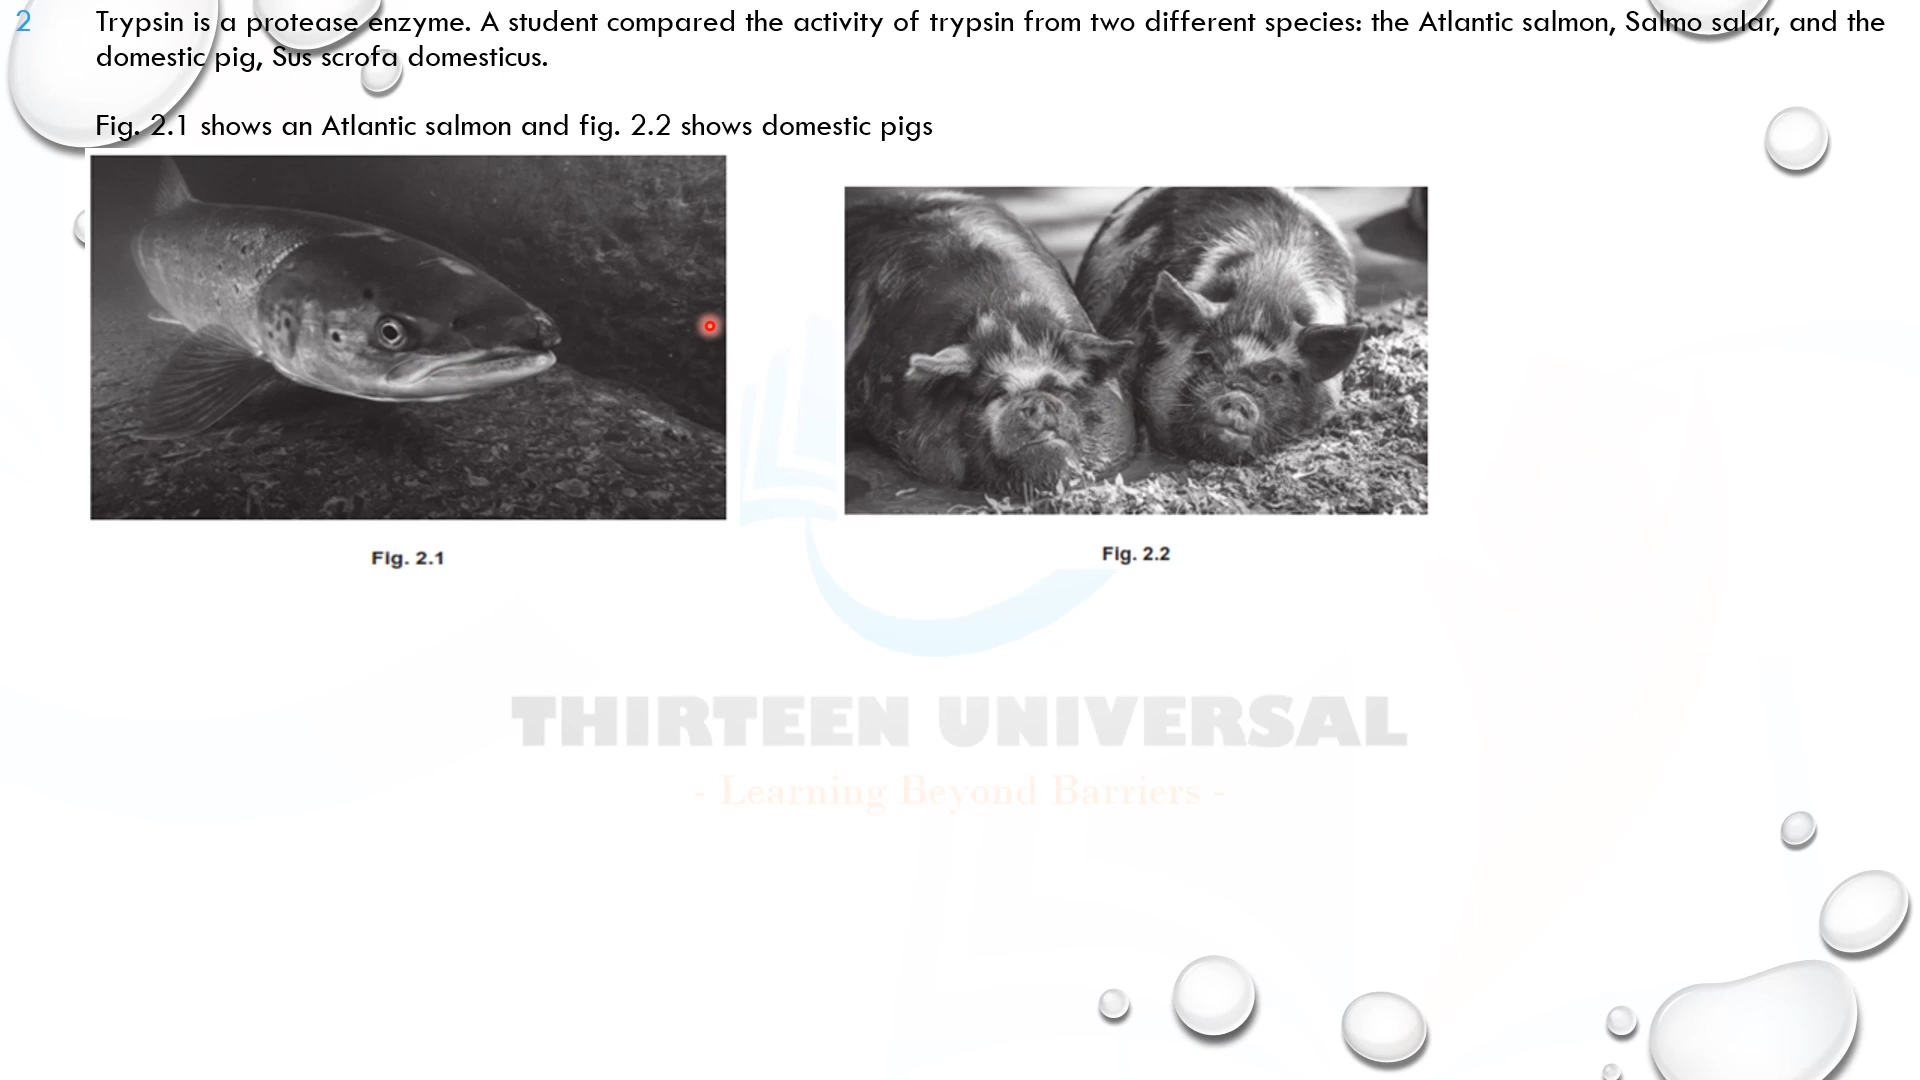 2 Trypsin is a protease enzyme. A student compared the activity of trypsin from two different species: the Atlantic salmon, Salmo salar, and the
domestic pig, Sus scrofa domesticus.
Fig. 2.1 shows an Atlantic salmon and fig. 2.2 shows domestic pigs
Fig. 2.1
Fig. 2.2
THIRTEEN UNIVERSAL
- Learning Beyond Barriers -